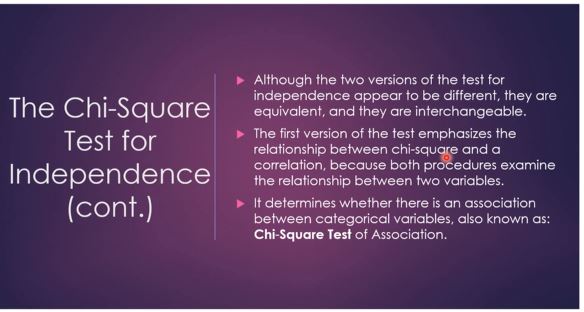 The Chi-Square
Test for
Independence
(cont.)
Although the two versions of the test for
independence appear to be different, they are
equivalent, and they are interchangeable.
The first version of the test emphasizes the
relationship between chi-square and a
correlation, because both procedures examine
the relationship between two variables.
It determines whether there is an association
between categorical variables, also known as:
Chi-Square Test of Association.